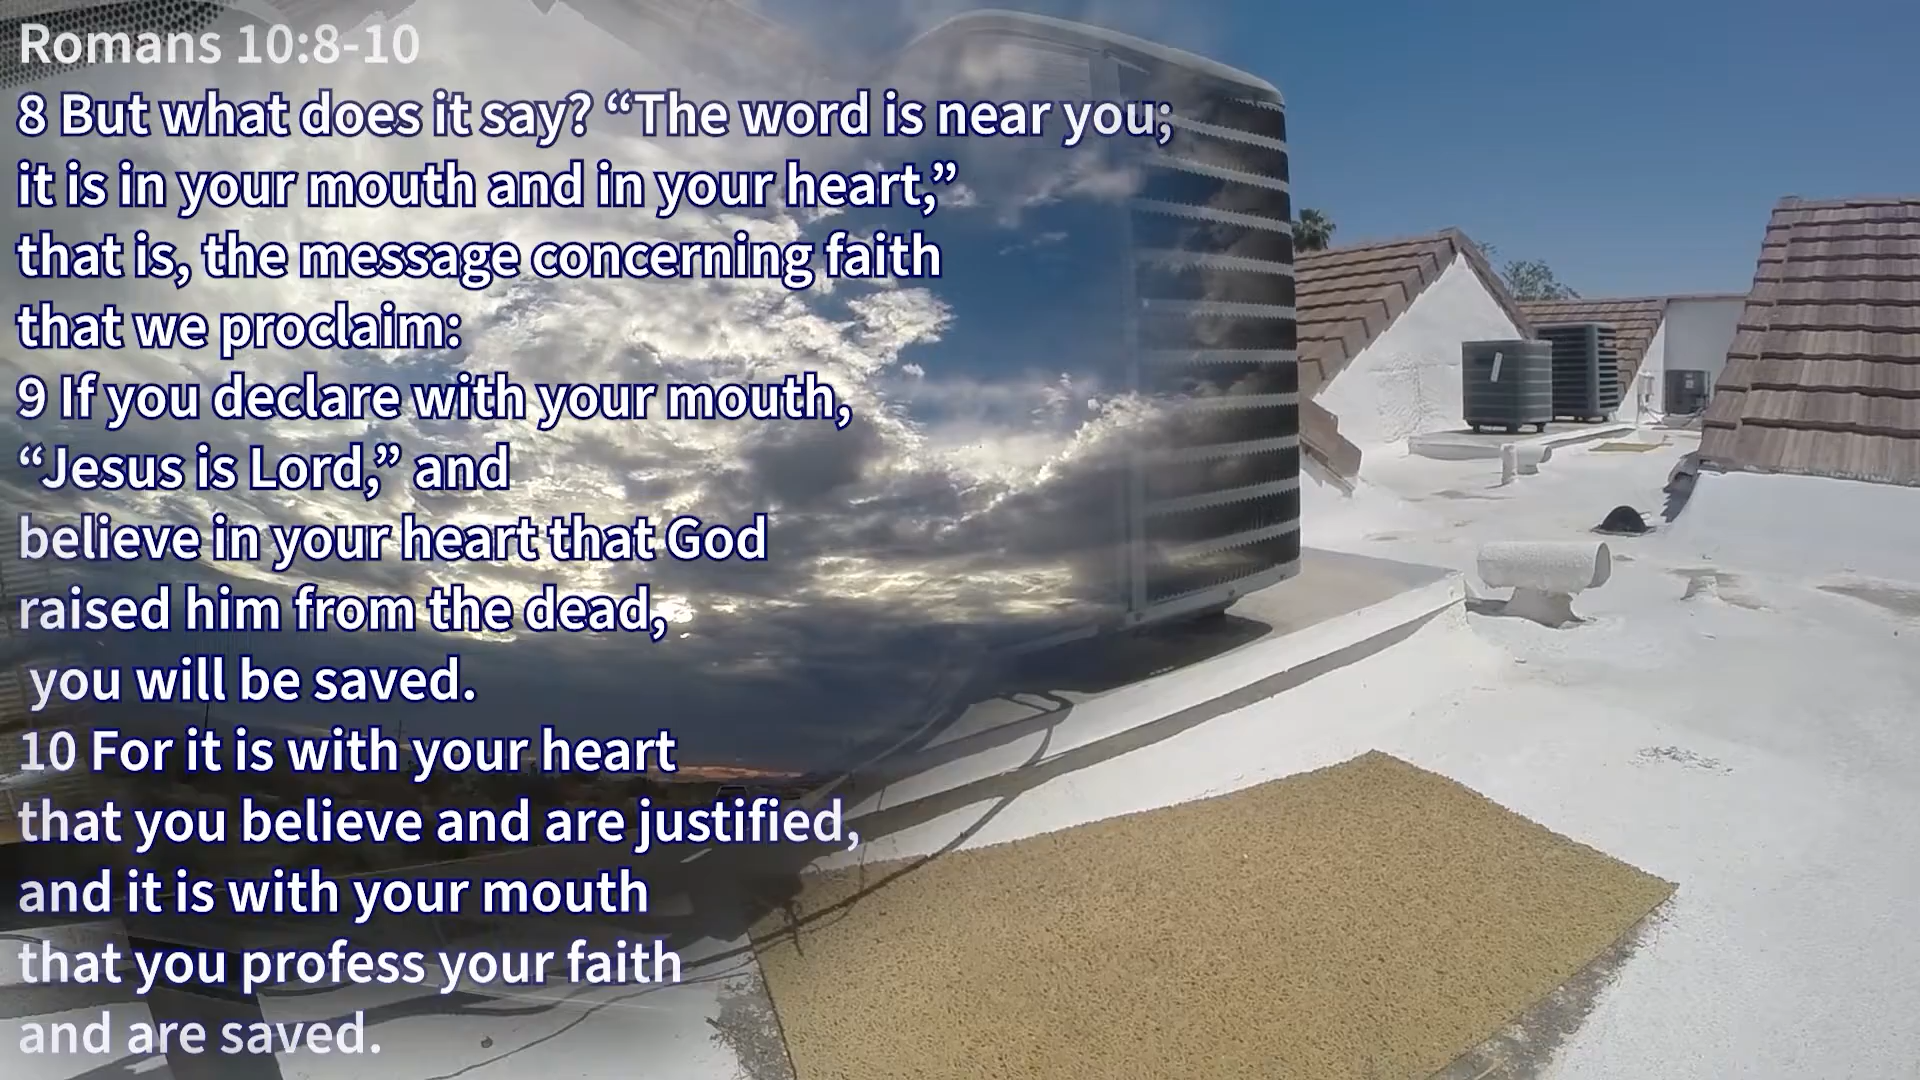 Romans 10:8-10
8 But what does it say? “The word is near you;
it is in your mouth and in your heart,”
that is, the message concerning faith
that we proclaim:
9 If you declare with your mouth,
“Jesus is Lord,” and
believe in your heart that God
raised him from the dead,
you will be saved.
10 For it is with your heart
that you believe and are justified,
and it is with your mouth
that you profess your faith
and are saved.